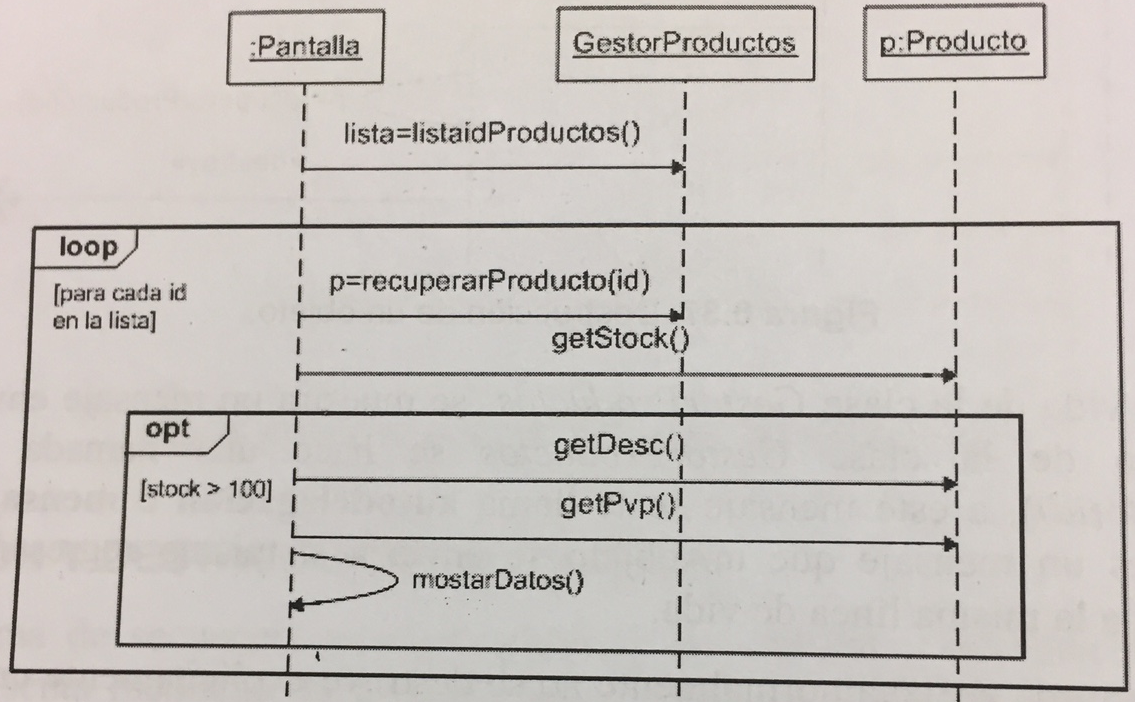 :Pantalla
GestorProductos
p:Producto
lista=listaidProductos()
loop
[para cada id
en la lista]
p=recuperarProducto(id)
getStock()
opt
[stock > 100]
getDesc()
getPvp()
mostarDatos()